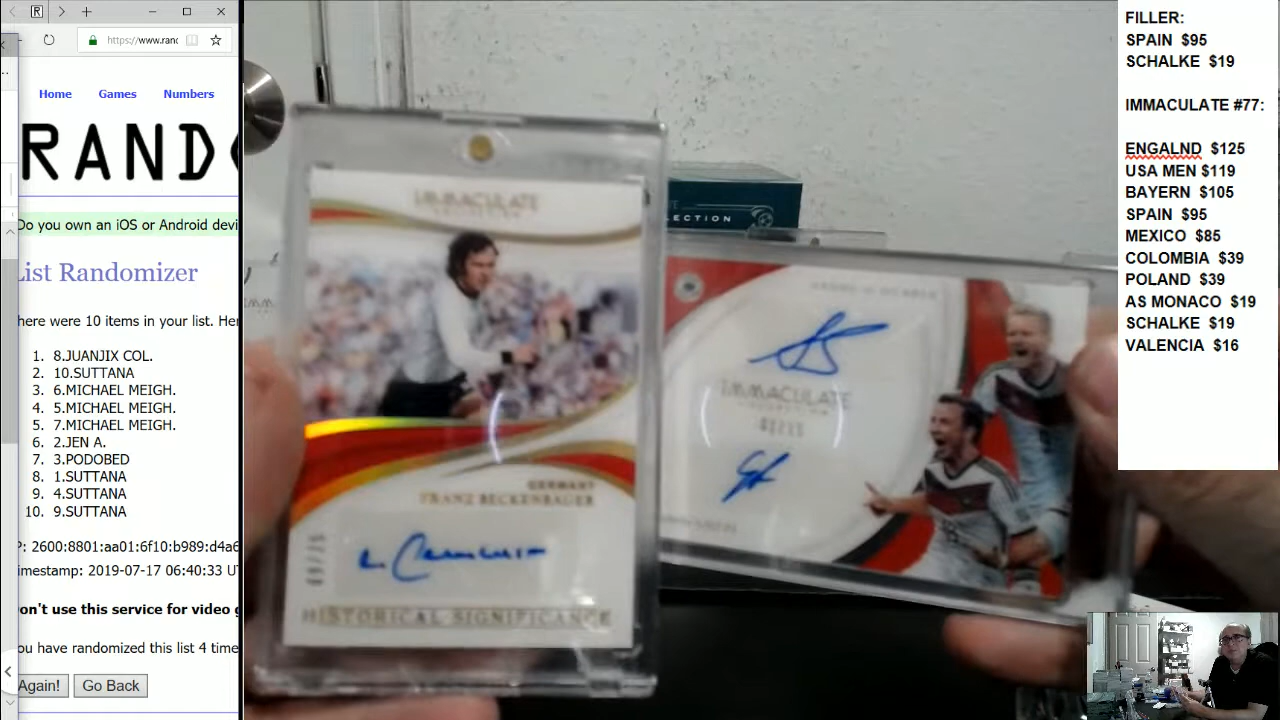 https://www.ranc
Home Games Numbers
RAND
Do you own an iOS or Android devi
List Randomizer
here were 10 items in your list. Her
1. 8.JUANJIX COL.
2. 10.SUTTANA
3. 6.MICHAEL MEIGH.
4. 5.MICHAEL MEIGH.
5. 7.MICHAEL MEIGH.
6. 2.JEN A.
7. 3.PODOBED
8. 1.SUTTANA
9. 4.SUTTANA
10. 9.SUTTANA
P: 2600:8801:aa01:6f10:b989:d4a6
imestamp: 2019-07-17 06:40:33 U
on't use this service for video g
ou have randomized this list 4 time
Again! Go Back
IMMACULATE
COLLECTION
GERMANY
FRANZ BECKENBAUER
HISTORICAL SIGNIFICANCE
LECTION
IMMACULATE
COLLECTION
FILLER:
SPAIN $95
SCHALKE $19
IMMACULATE #77:
ENGALND $125
USA MEN $119
BAYERN $105
SPAIN $95
MEXICO $85
COLOMBIA $39
POLAND $39
AS MONACO $19
SCHALKE $19
VALENCIA $16